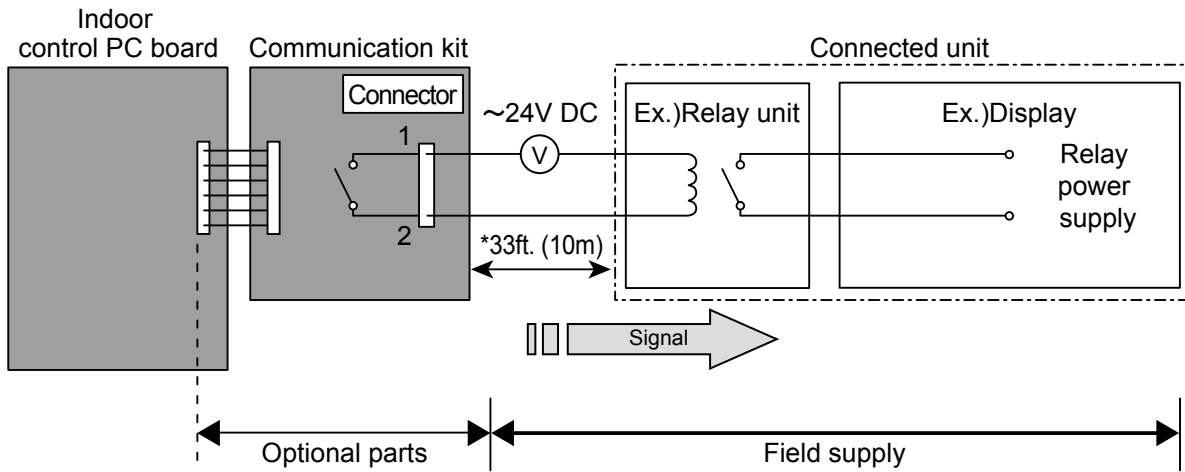 Indoor
control PC board
Communication kit
Connected unit
Connector
1
2
～24V DC
V
*33ft. (10m)
Ex.)Relay unit
Ex.)Display
Relay
power
supply
Signal
Optional parts
Field supply